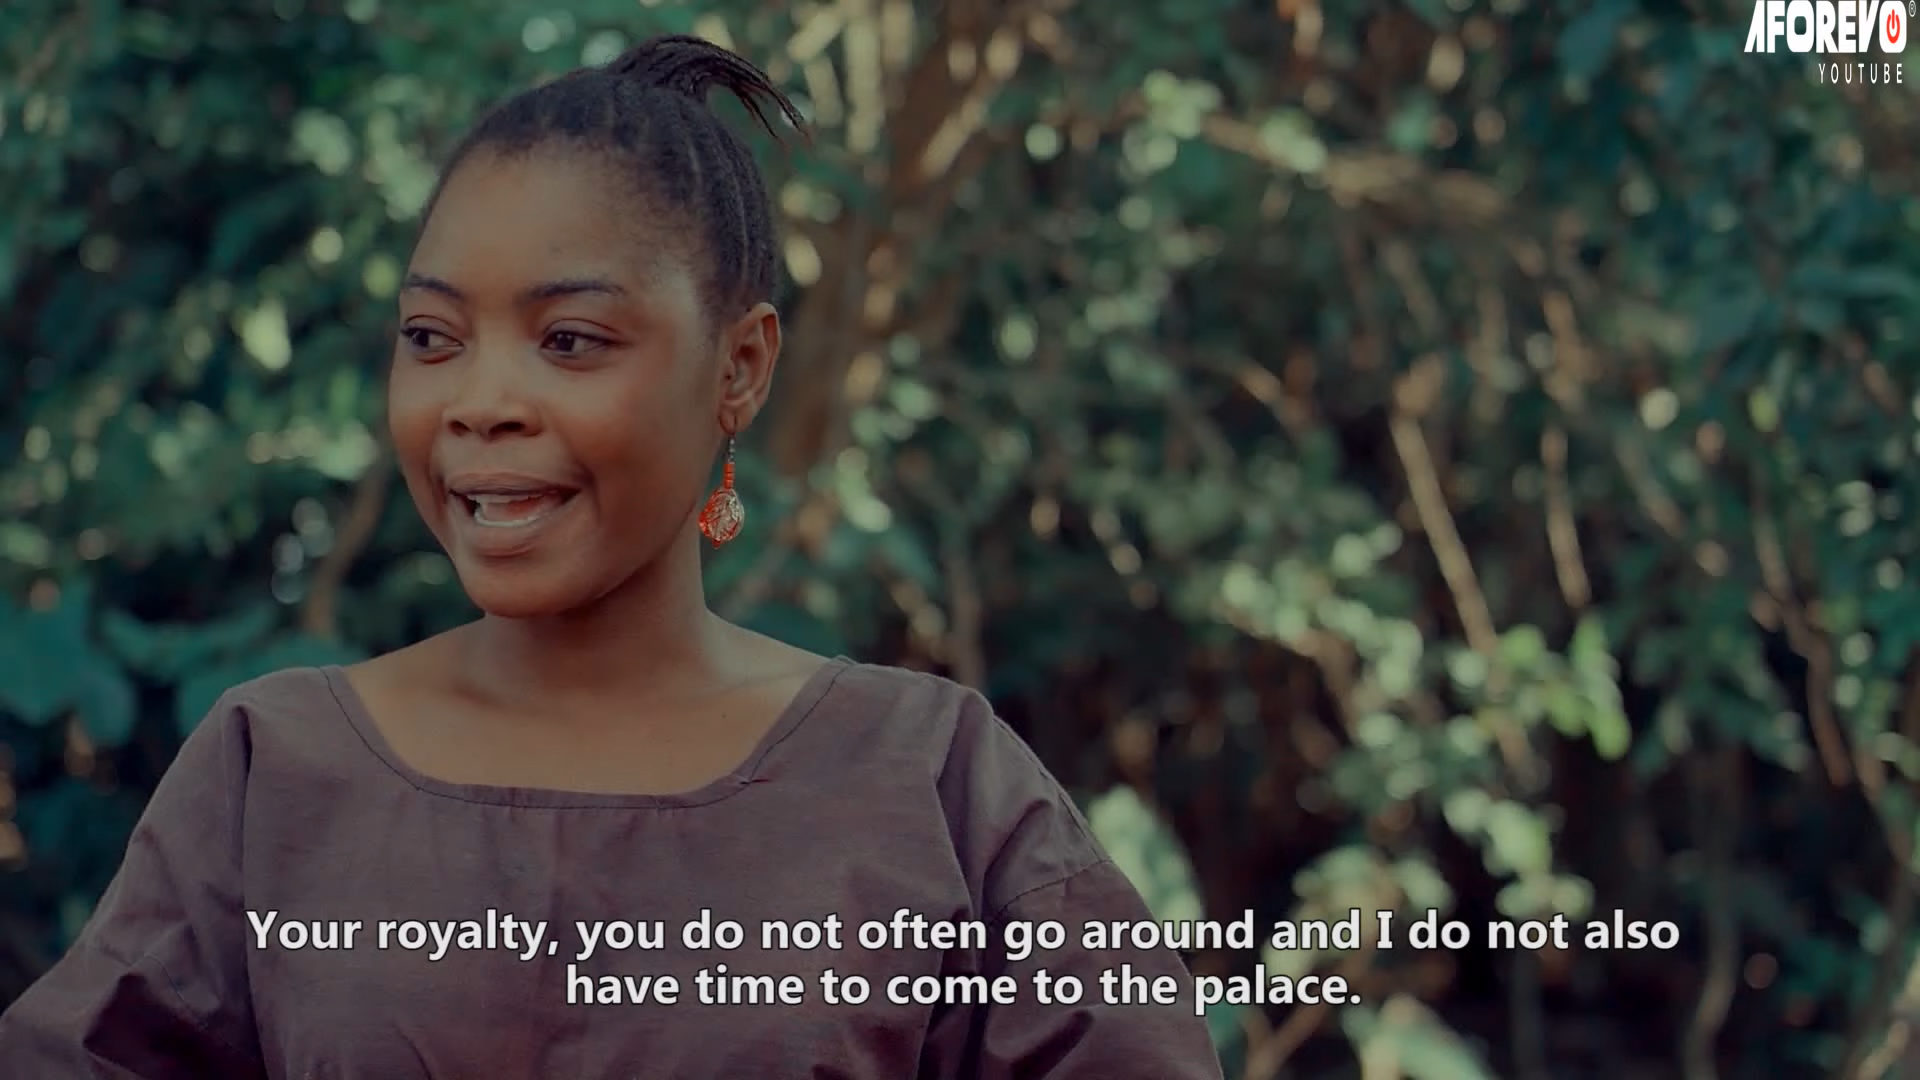 AFOREVO®
YOUTUBE
Your royalty, you do not often go around and I do not also
have time to come to the palace.